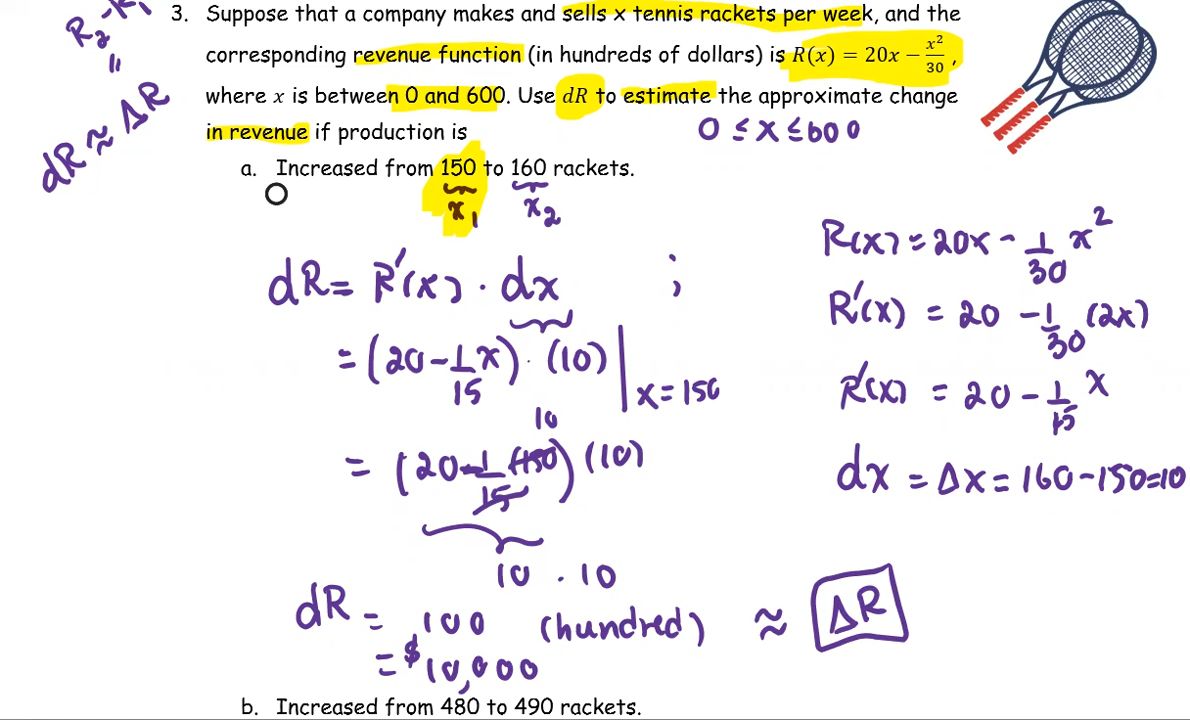 3. Suppose that a company makes and sells x tennis rackets per week, and the
corresponding revenue function (in hundreds of dollars) is R(x) = 20x − x²/30,
where x is between 0 and 600. Use dR to estimate the approximate change
in revenue if production is
0 ≤ x ≤ 600
dR ≈ ΔR
=
R₂ - R₁
a. Increased from 150 to 160 rackets.
x₁ x₂
dR = R'(x) · dx ;
= (20 - 1/15 x) · (10) | x = 150
10
= (20 - 1/15 (150)) (10)
10 · 10
dR = 100 (hundred) ≈ ΔR
= $10,000
R(x) = 20x - 1/30 x²
R'(x) = 20 - 1/30 (2x)
R'(x) = 20 - 1/15 x
dx = Δx = 160 - 150 = 10
b. Increased from 480 to 490 rackets.